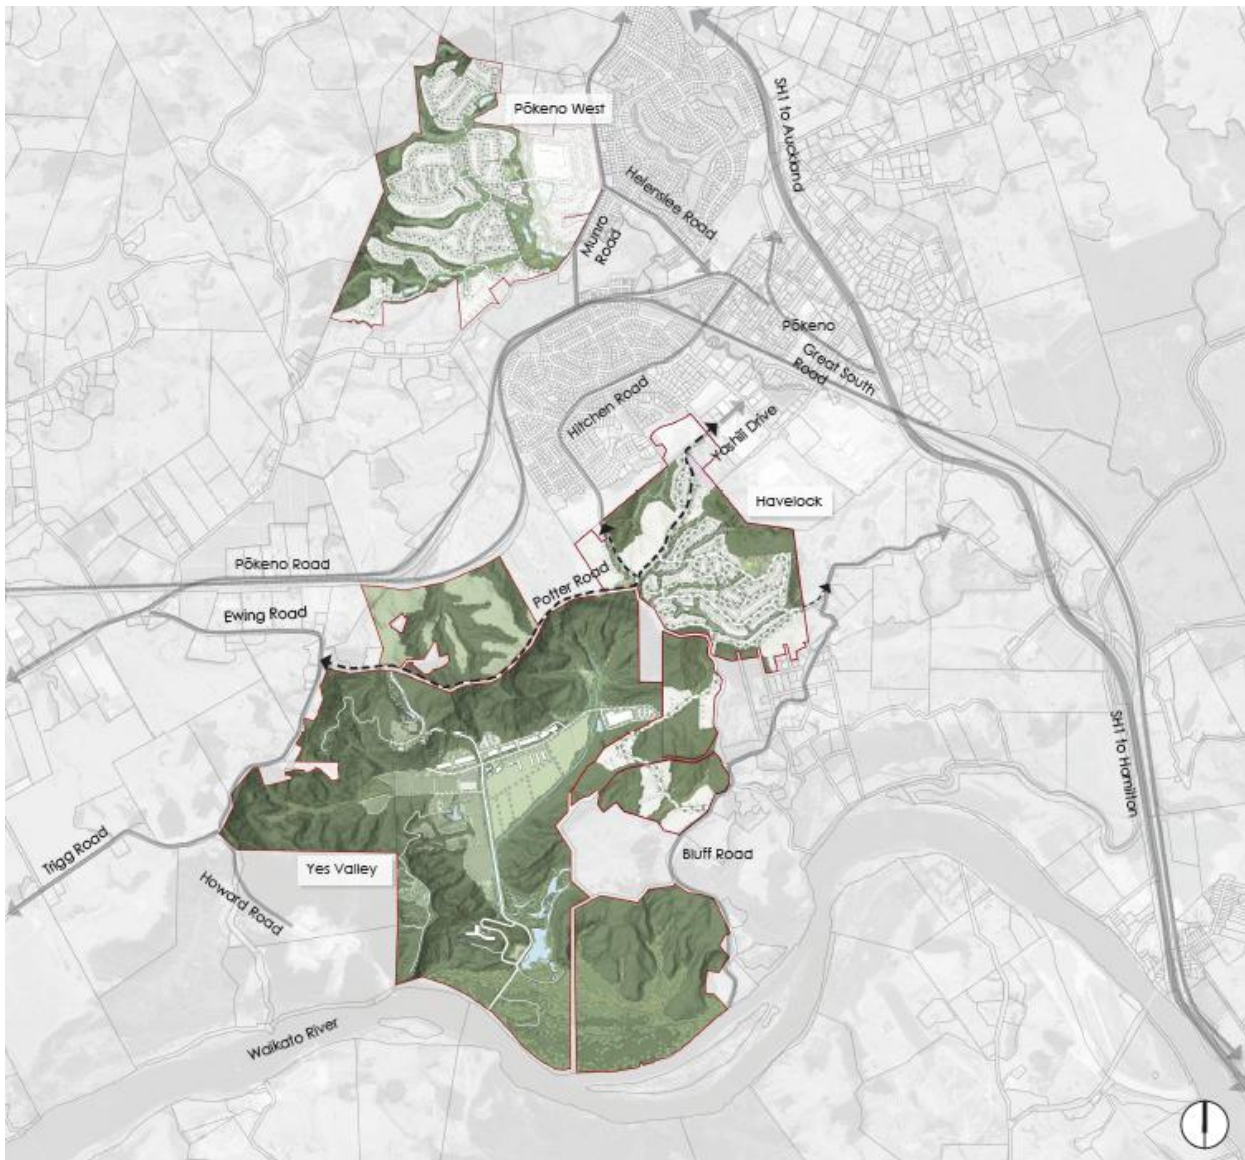 Pōkeno West
SH1 to Auckland
Helenslee Road
Munro
Road
Pōkeno
Great South
Road
Hitchen Road
Yashili Drive
Havelock
Pōkeno Road
Potter Road
Ewing Road
SH1 to Hamilton
Trigg Road
Yes Valley
Bluff Road
Howard Road
Waikato River